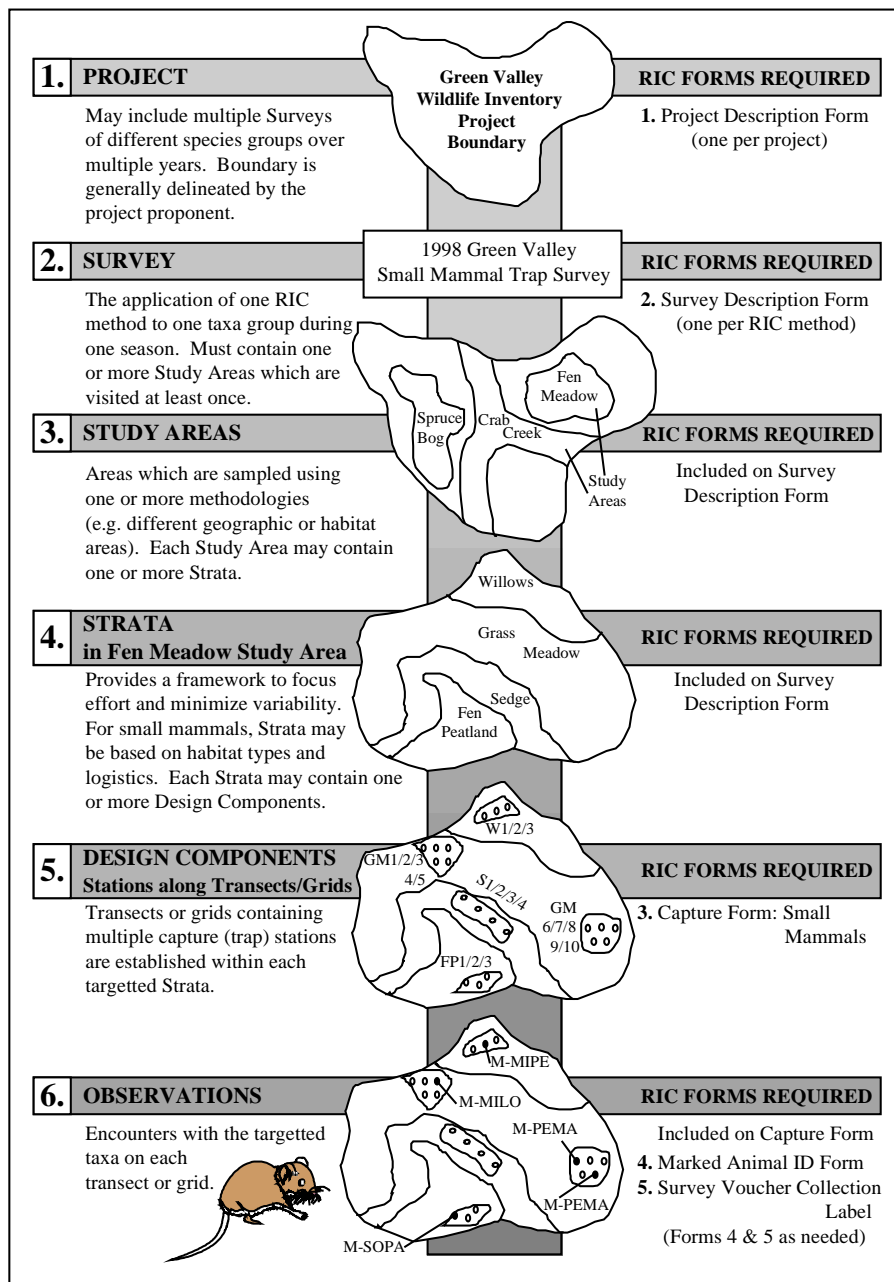 1. PROJECT
May include multiple Surveys
of different species groups over
multiple years. Boundary is
generally delineated by the
project proponent.
Green Valley
Wildlife Inventory
Project
Boundary
RIC FORMS REQUIRED
1. Project Description Form
(one per project)
2. SURVEY
The application of one RIC
method to one taxa group during
one season. Must contain one
or more Study Areas which are
visited at least once.
1998 Green Valley
Small Mammal Trap Survey
RIC FORMS REQUIRED
2. Survey Description Form
(one per RIC method)
3. STUDY AREAS
Areas which are sampled using
one or more methodologies
(e.g. different geographic or habitat
areas). Each Study Area may contain
one or more Strata.
Spruce
Bog
Crab
Creek
Fen
Meadow
Study
Areas
RIC FORMS REQUIRED
Included on Survey
Description Form
4. STRATA
in Fen Meadow Study Area
Provides a framework to focus
effort and minimize variability.
For small mammals, Strata may
be based on habitat types and
logistics. Each Strata may contain one
or more Design Components.
Willows
Grass
Meadow
Sedge
Fen
Peatland
RIC FORMS REQUIRED
Included on Survey
Description Form
5. DESIGN COMPONENTS
Stations along Transects/Grids
Transects or grids containing
multiple capture (trap) stations
are established within each
targetted Strata.
W1/2/3
GM1/2/3
4/5
S1/2/3/4
GM
6/7/8
9/10
FP1/2/3
RIC FORMS REQUIRED
3. Capture Form: Small
Mammals
6. OBSERVATIONS
Encounters with the targetted
taxa on each
transect or grid.
M-MIPE
M-MILO
M-PEMA
M-PEMA
M-SOPA
RIC FORMS REQUIRED
Included on Capture Form
4. Marked Animal ID Form
5. Survey Voucher Collection
Label
(Forms 4 & 5 as needed)